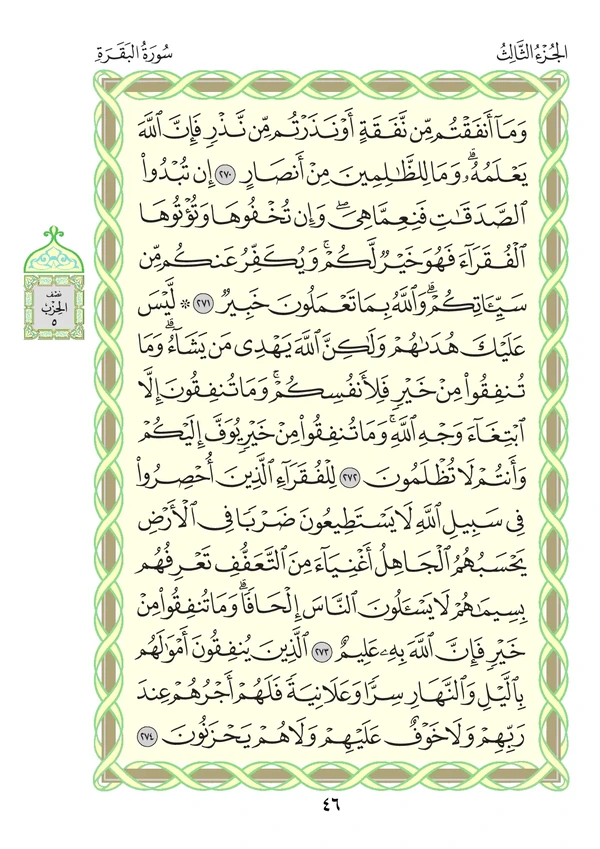 الجُزْءُ الثَّالِثُ
سُورَةُ البَقَرَةِ
وَمَآ أَنفَقْتُم مِّن نَّفَقَةٍ أَوْ نَذَرْتُم مِّن نَّذْرٍ فَإِنَّ ٱللَّهَ
يَعْلَمُهُۥۗ وَمَا لِلظَّٰلِمِينَ مِنْ أَنصَارٍ ٢٧٠ إِن تُبْدُوا۟
ٱلصَّدَقَٰتِ فَنِعِمَّا هِىَۖ وَإِن تُخْفُوهَا وَتُؤْتُوهَا
ٱلْفُقَرَآءَ فَهُوَ خَيْرٌ لَّكُمْۚ وَيُكَفِّرُ عَنكُم مِّن
سَيِّـَٔاتِكُمْۗ وَٱللَّهُ بِمَا تَعْمَلُونَ خَبِيرٌ ٢٧١ ۞ لَّيْسَ
عَلَيْكَ هُدَىٰهُمْ وَلَٰكِنَّ ٱللَّهَ يَهْدِى مَن يَشَآءُۗ وَمَا
تُنفِقُوا۟ مِنْ خَيْرٍ فَلِأَنفُسِكُمْۚ وَمَا تُنفِقُونَ إِلَّا
ٱبْتِغَآءَ وَجْهِ ٱللَّهِۚ وَمَا تُنفِقُوا۟ مِنْ خَيْرٍ يُوَفَّ إِلَيْكُمْ
وَأَنتُمْ لَا تُظْلَمُونَ ٢٧٢ لِلْفُقَرَآءِ ٱلَّذِينَ أُحْصِرُوا۟
فِى سَبِيلِ ٱللَّهِ لَا يَسْتَطِيعُونَ ضَرْبًا فِى ٱلْأَرْضِ
يَحْسَبُهُمُ ٱلْجَاهِلُ أَغْنِيَآءَ مِنَ ٱلتَّعَفُّفِ تَعْرِفُهُم
بِسِيمَٰهُمْ لَا يَسْـَٔلُونَ ٱلنَّاسَ إِلْحَافًاۗ وَمَا تُنفِقُوا۟ مِنْ
خَيْرٍ فَإِنَّ ٱللَّهَ بِهِۦ عَلِيمٌ ٢٧٣ ٱلَّذِينَ يُنفِقُونَ أَمْوَٰلَهُم
بِٱلَّيْلِ وَٱلنَّهَارِ سِرًّا وَعَلَانِيَةً فَلَهُمْ أَجْرُهُمْ عِندَ
رَبِّهِمْ وَلَا خَوْفٌ عَلَيْهِمْ وَلَا هُمْ يَحْزَنُونَ ٢٧٤
نصف
الحزب
٥
٤٦